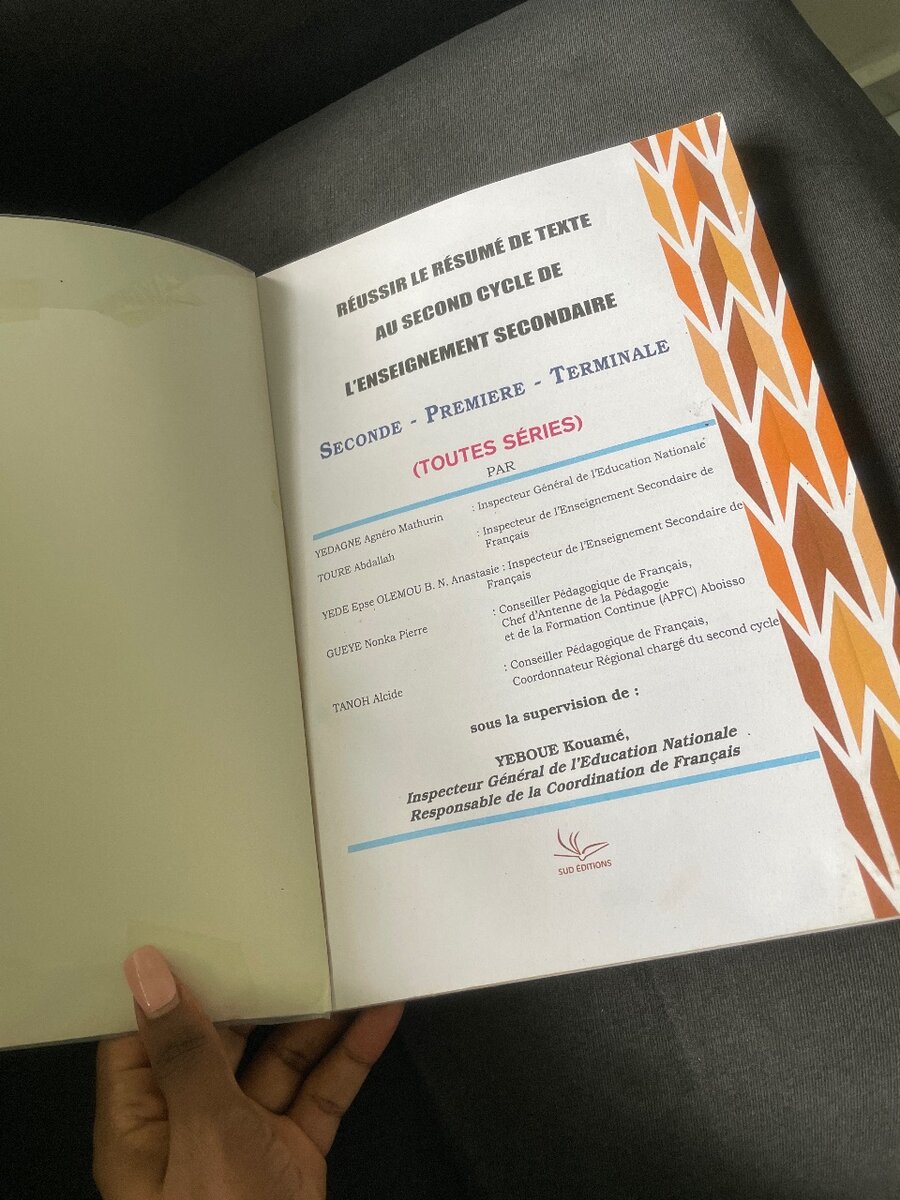 RÉUSSIR LE RÉSUMÉ DE TEXTE
AU SECOND CYCLE DE
L'ENSEIGNEMENT SECONDAIRE
SECONDE - PREMIERE - TERMINALE
(TOUTES SÉRIES)
PAR
YEDAGNE Agnéro Mathurin : Inspecteur Général de l'Education Nationale
TOURE Abdallah : Inspecteur de l'Enseignement Secondaire de
Français
YEDE Epse OLEMOU B. N. Anastasie : Inspecteur de l'Enseignement Secondaire de
Français
GUEYE Nonka Pierre : Conseiller Pédagogique de Français,
Chef d'Antenne de la Pédagogie
et de la Formation Continue (APFC) Aboisso
TANOH Alcide : Conseiller Pédagogique de Français,
Coordonnateur Régional chargé du second cycle
sous la supervision de :
YEBOUE Kouamé,
Inspecteur Général de l'Education Nationale
Responsable de la Coordination de Français
SUD ÉDITIONS